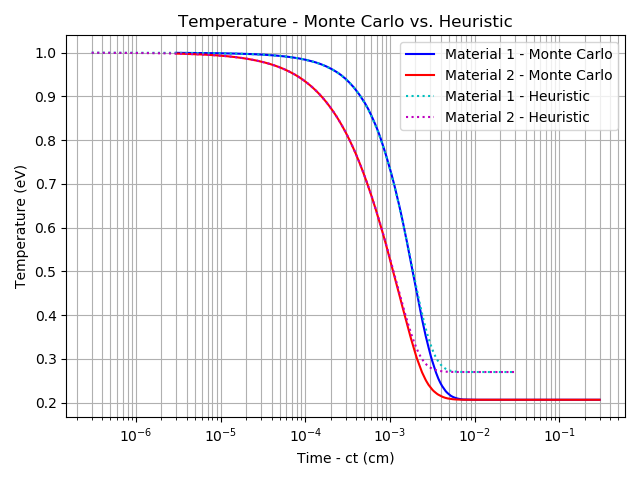 Temperature - Monte Carlo vs. Heuristic
Material 1 - Monte Carlo
Material 2 - Monte Carlo
Material 1 - Heuristic
Material 2 - Heuristic
Temperature (eV)
1.0
0.9
0.8
0.7
0.6
0.5
0.4
0.3
0.2
10⁻⁶ 10⁻⁵ 10⁻⁴ 10⁻³ 10⁻² 10⁻¹
Time - ct (cm)